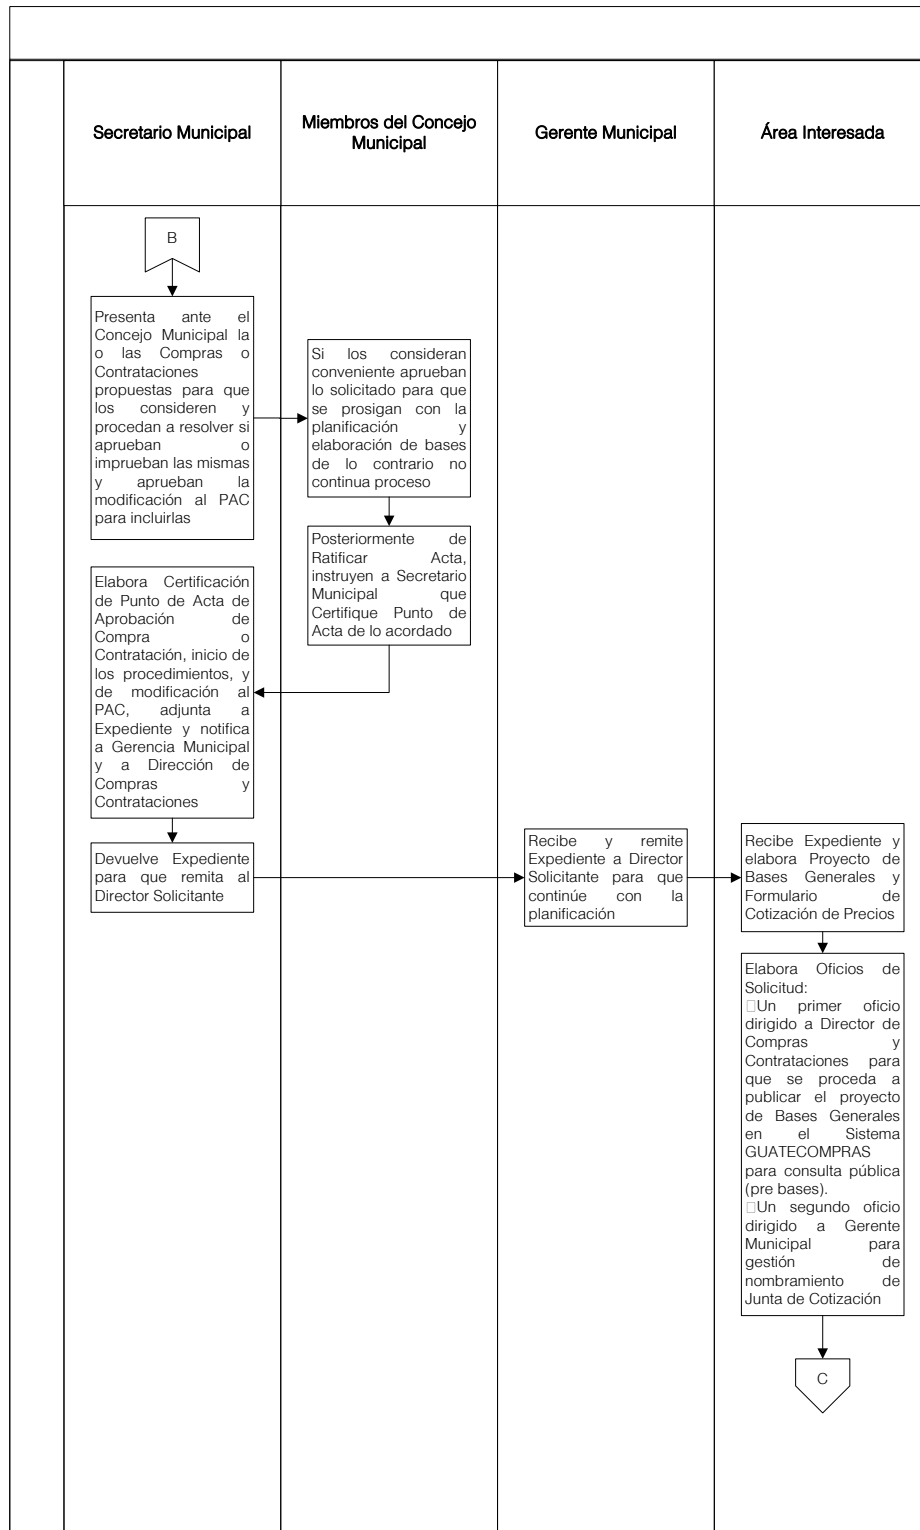 Secretario Municipal
Miembros del Concejo
Municipal
Gerente Municipal
Área Interesada
B
Presenta ante el
Concejo Municipal la
o las Compras o
Contrataciones
propuestas para que
los consideren y
procedan a resolver si
aprueban o
imprueban las mismas
y aprueban la
modificación al PAC
para incluirlas
Si los consideran
conveniente aprueban
lo solicitado para que
se prosigan con la
planificación y
elaboración de bases
de lo contrario no
continua proceso
Posteriormente de
Ratificar Acta,
instruyen a Secretario
Municipal que
Certifique Punto de
Acta de lo acordado
Elabora Certificación
de Punto de Acta de
Aprobación de
Compra o
Contratación, inicio de
los procedimientos, y
de modificación al
PAC, adjunta a
Expediente y notifica
a Gerencia Municipal
y a Dirección de
Compras y
Contrataciones
Devuelve Expediente
para que remita al
Director Solicitante
Recibe y remite
Expediente a Director
Solicitante para que
continúe con la
planificación
Recibe Expediente y
elabora Proyecto de
Bases Generales y
Formulario de
Cotización de Precios
Elabora Oficios de
Solicitud:
□Un primer oficio
dirigido a Director de
Compras y
Contrataciones para
que se proceda a
publicar el proyecto
de Bases Generales
en el Sistema
GUATECOMPRAS
para consulta pública
(pre bases).
□Un segundo oficio
dirigido a Gerente
Municipal para
gestión de
nombramiento de
Junta de Cotización
C